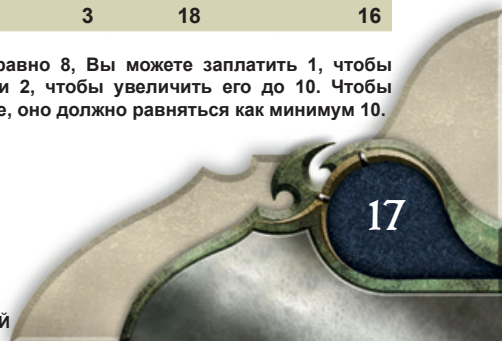 3 18 16
равно 8, Вы можете заплатить 1, чтобы
и 2, чтобы увеличить его до 10. Чтобы
е, оно должно равняться как минимум 10.
17
Й